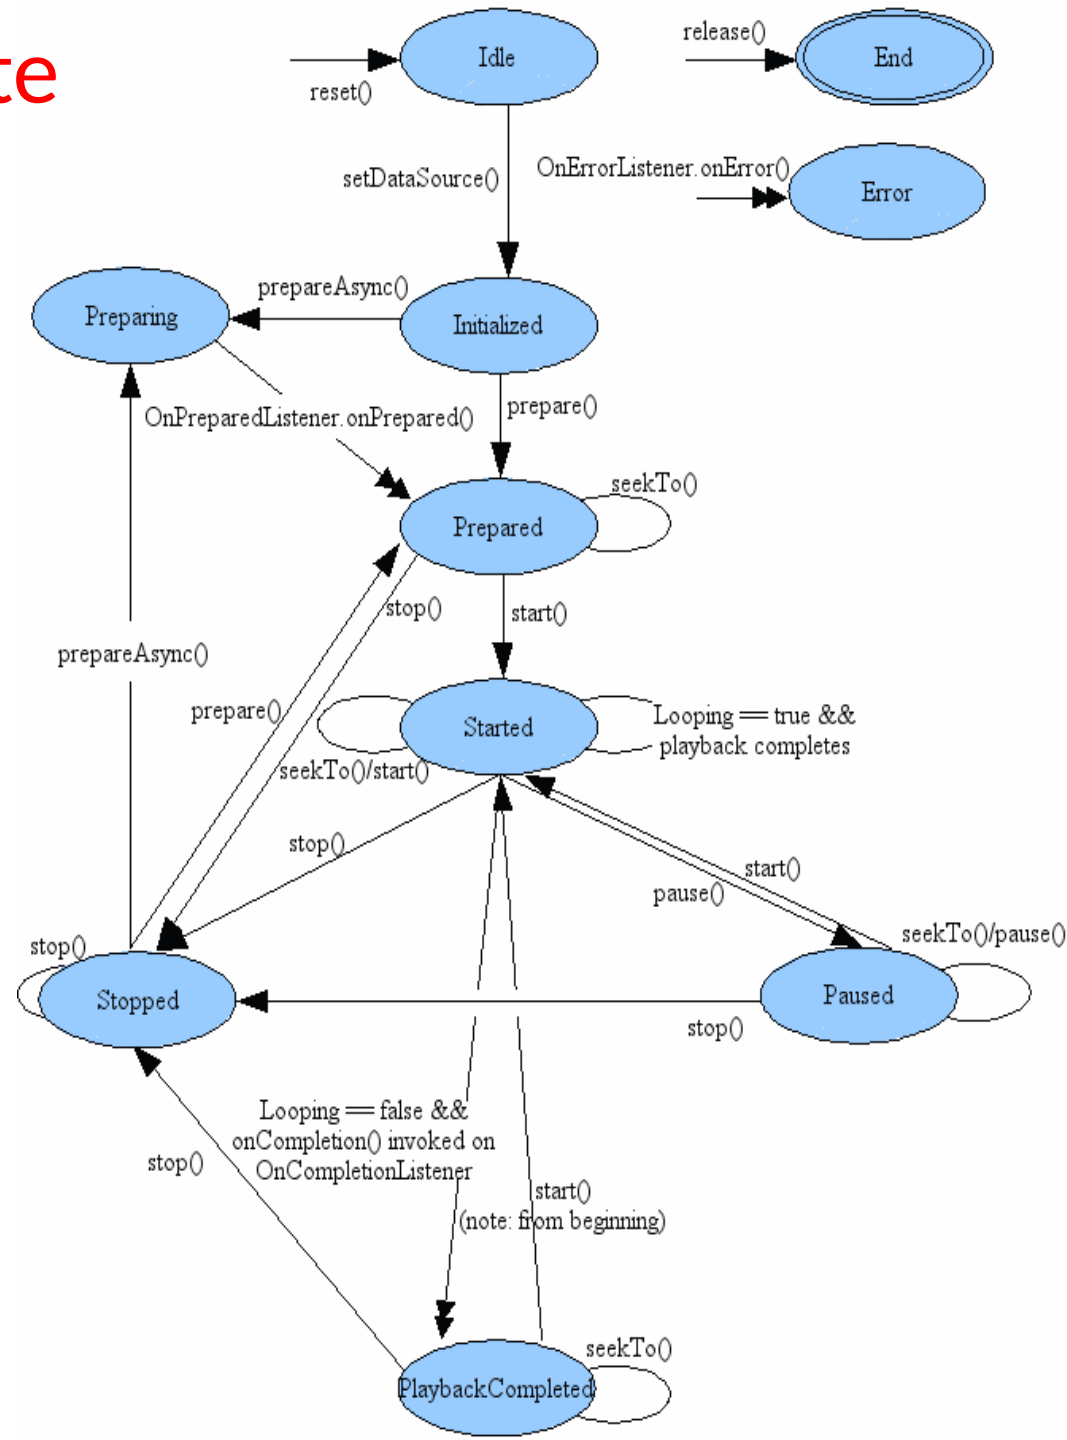 te
Idle
release()
End
reset()
setDataSource()
OnErrorListener.onError()
Error
prepareAsync()
Preparing
Initialized
prepare()
OnPreparedListener.onPrepared()
seekTo()
Prepared
stop()
start()
prepareAsync()
prepare()
Started
Looping == true &&
playback completes
seekTo()/start()
stop()
start()
pause()
seekTo()/pause()
stop()
Stopped
Paused
stop()
Looping == false &&
onCompletion() invoked on
OnCompletionListener
stop()
start()
(note: from beginning)
seekTo()
PlaybackCompleted